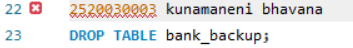 22 2520030003 kunamaneni bhavana
23 DROP TABLE bank_backup;